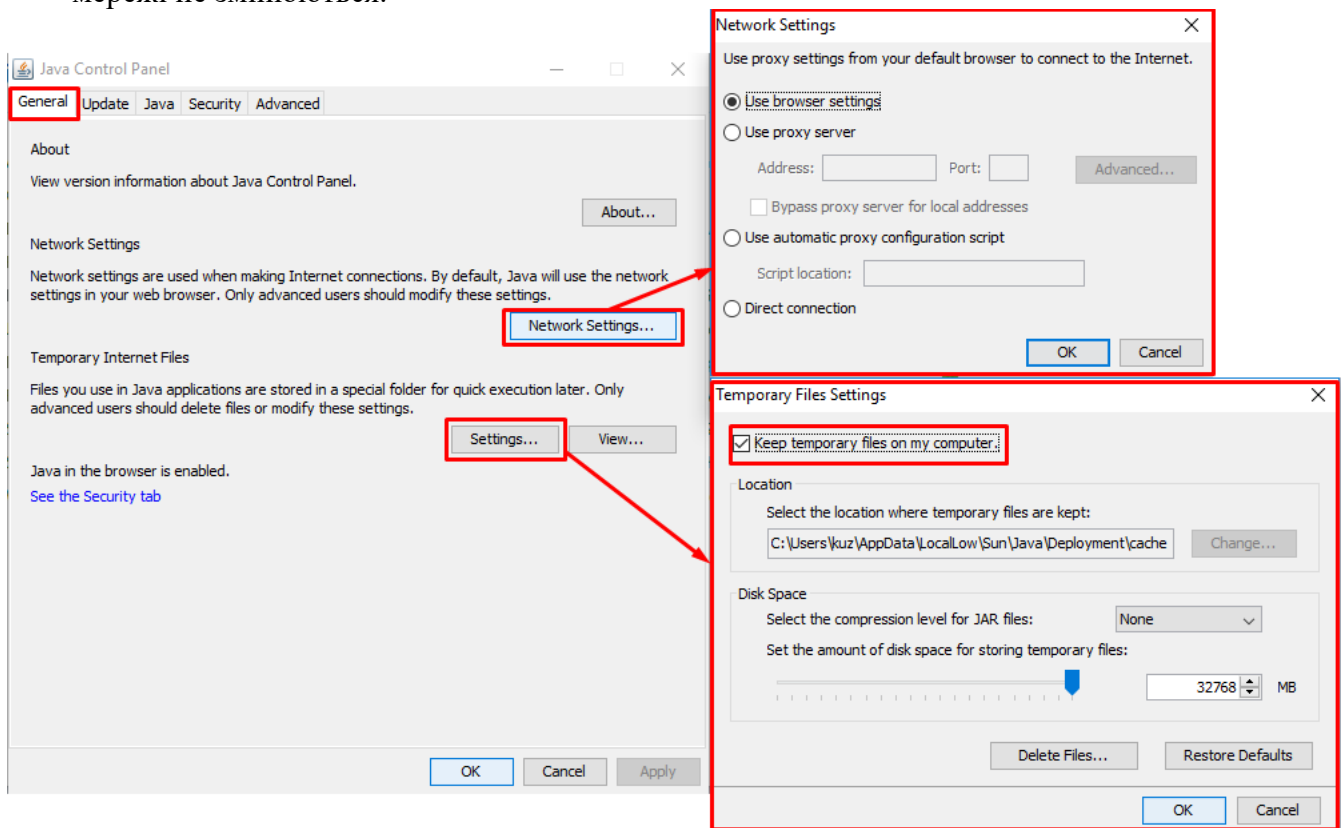 мережі не змінюються.
Java Control Panel
General Update Java Security Advanced
About
View version information about Java Control Panel.
About...
Network Settings
Network settings are used when making Internet connections. By default, Java will use the network
settings in your web browser. Only advanced users should modify these settings.
Network Settings...
Temporary Internet Files
Files you use in Java applications are stored in a special folder for quick execution later. Only
advanced users should delete files or modify these settings.
Settings... View...
Java in the browser is enabled.
See the Security tab
OK Cancel Apply
Network Settings
Use proxy settings from your default browser to connect to the Internet.
Use browser settings
Use proxy server
Address: Port: Advanced...
Bypass proxy server for local addresses
Use automatic proxy configuration script
Script location:
Direct connection
OK Cancel
Temporary Files Settings
Keep temporary files on my computer.
Location
Select the location where temporary files are kept:
C:\Users\kuz\AppData\LocalLow\Sun\Java\Deployment\cache Change...
Disk Space
Select the compression level for JAR files: None
Set the amount of disk space for storing temporary files:
32768 MB
Delete Files... Restore Defaults
OK Cancel